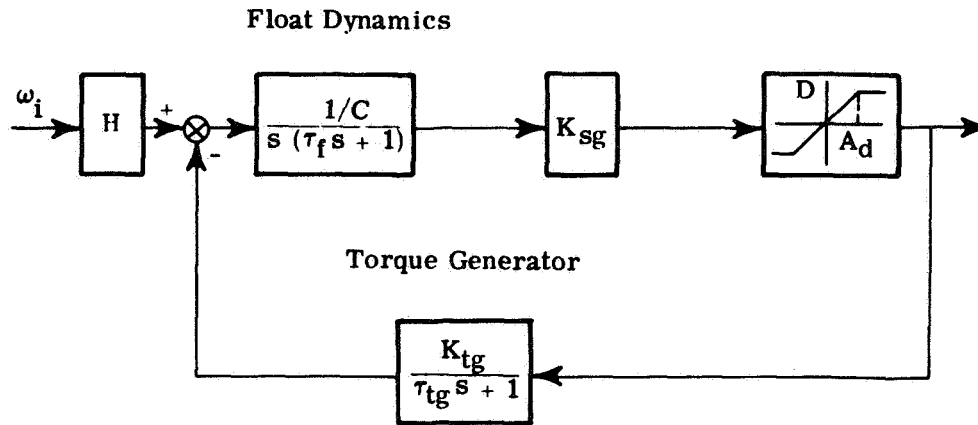 Float Dynamics
ω_i
H
+
-
1/C
s (τ_f s + 1)
K_sg
D
A_d
Torque Generator
K_tg
τ_tg s + 1